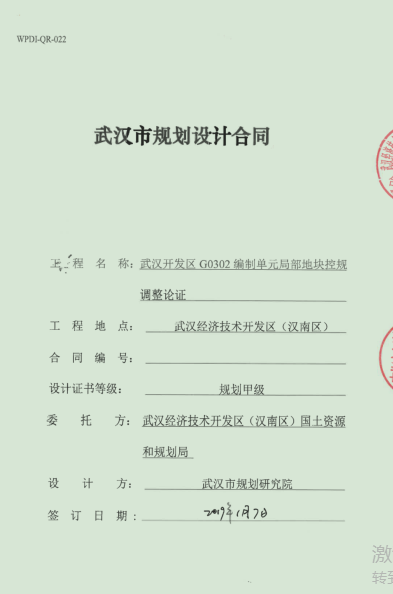 WPDI-QR-022
武汉市规划设计合同
工程名称：武汉开发区 G0302 编制单元局部地块控规
调整论证
工程地点：武汉经济技术开发区（汉南区）
合同编号：
设计证书等级：规划甲级
委托方：武汉经济技术开发区（汉南区）国土资源
和规划局
设计方：武汉市规划研究院
签订日期：
激